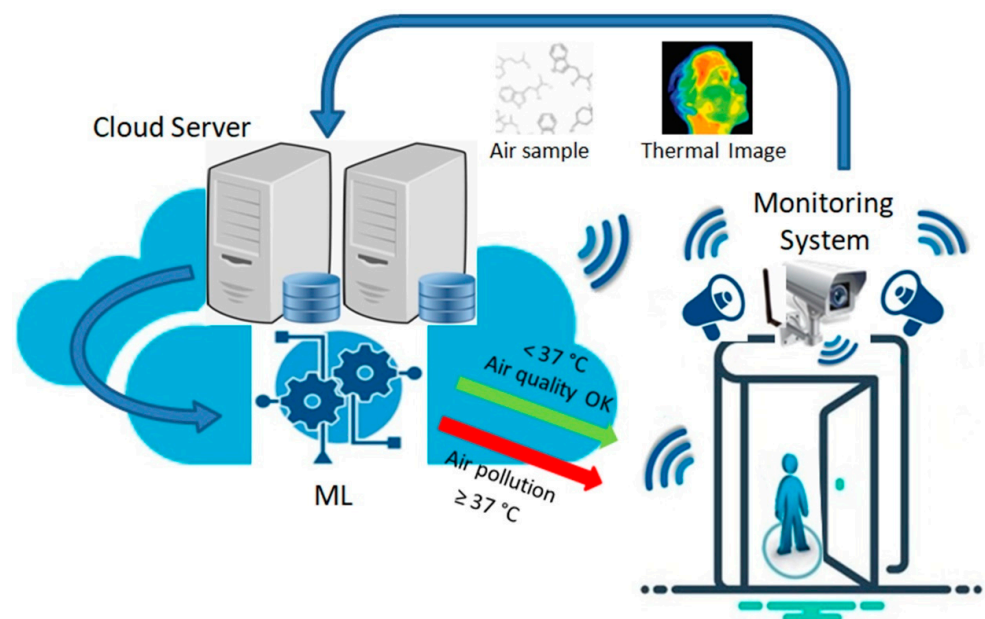 Cloud Server
Air sample
Thermal Image
Monitoring
System
< 37 °C
Air quality OK
Air pollution
≥ 37 °C
ML